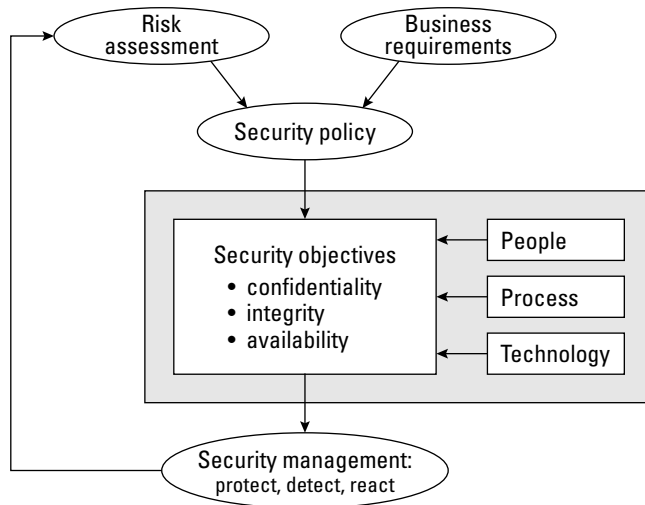 Risk
assessment
Business
requirements
Security policy
Security objectives
• confidentiality
• integrity
• availability
People
Process
Technology
Security management:
protect, detect, react